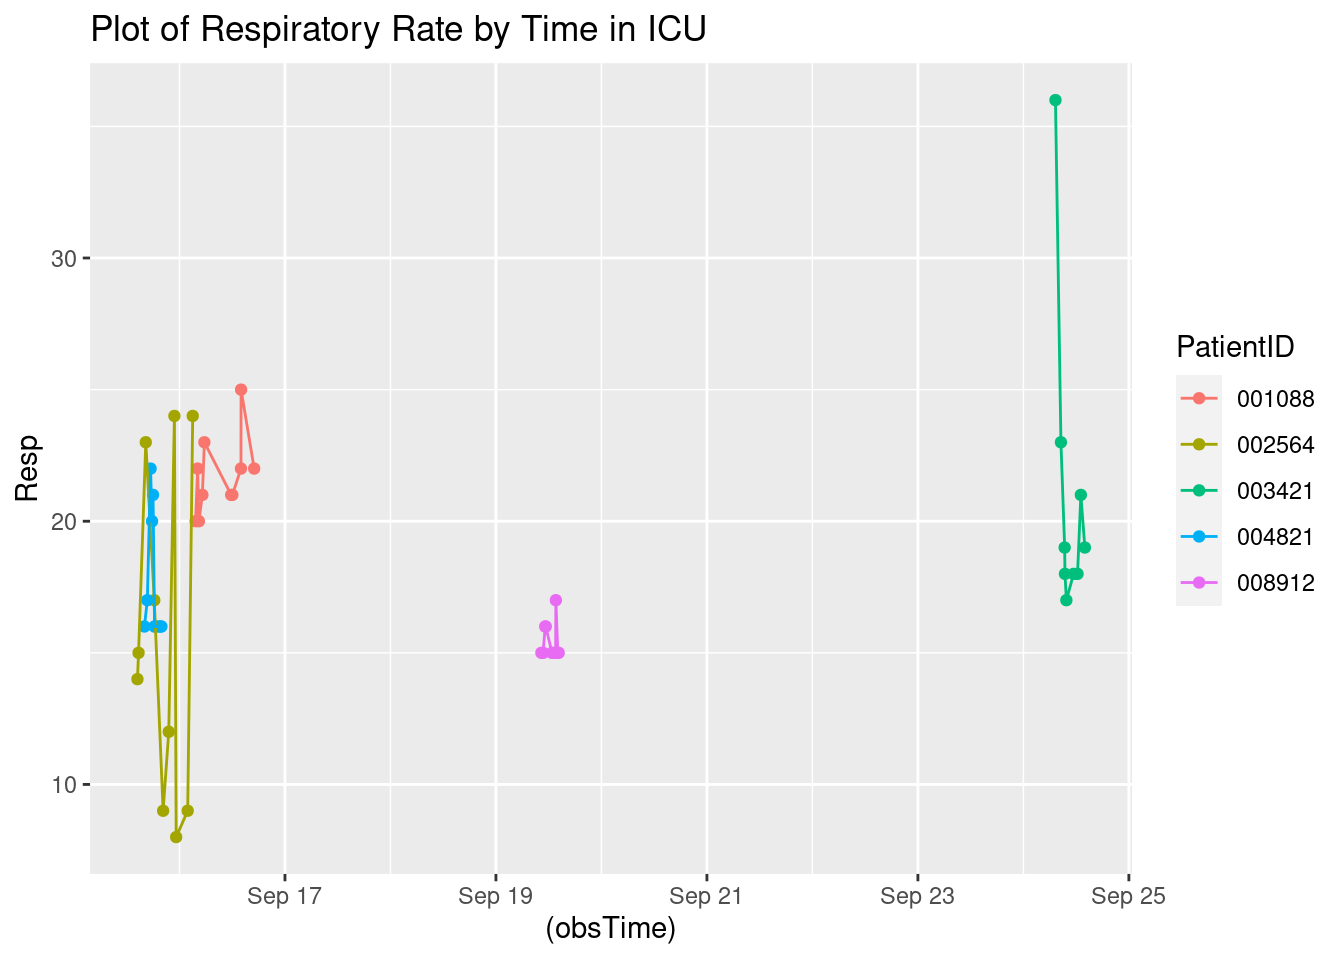 Plot of Respiratory Rate by Time in ICU
30
20
10
Resp
Sep 17 Sep 19 Sep 21 Sep 23 Sep 25
(obsTime)
PatientID
001088
002564
003421
004821
008912